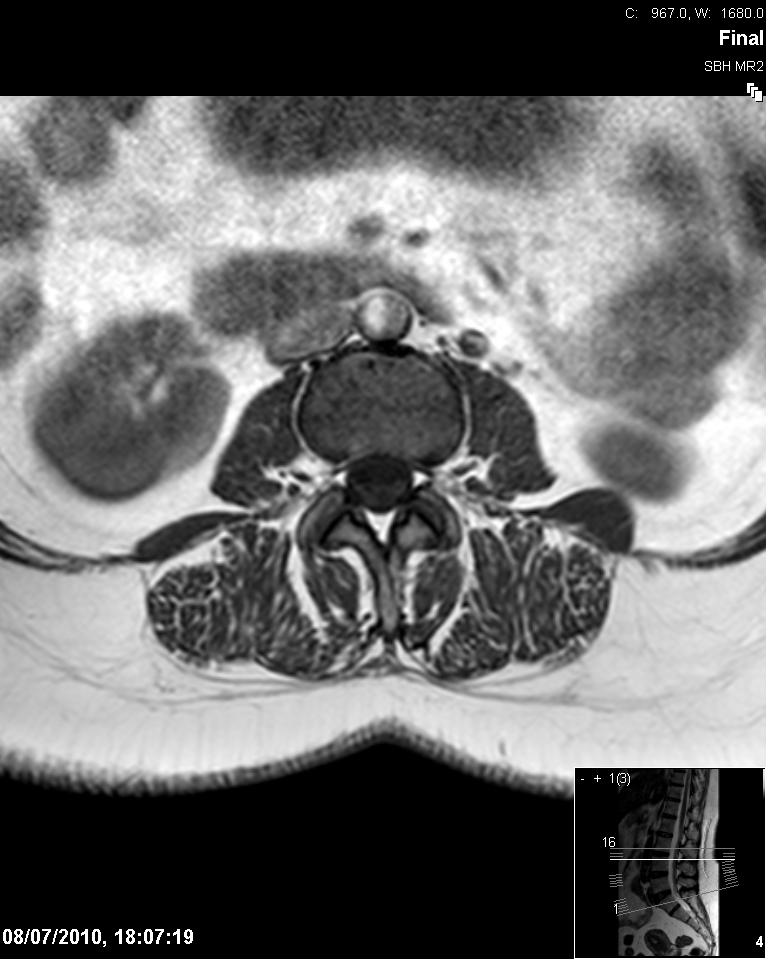 C: 967.0, W: 1680.0
Final
SBH MR2
- + 1(3)
16
1
08/07/2010, 18:07:19
4